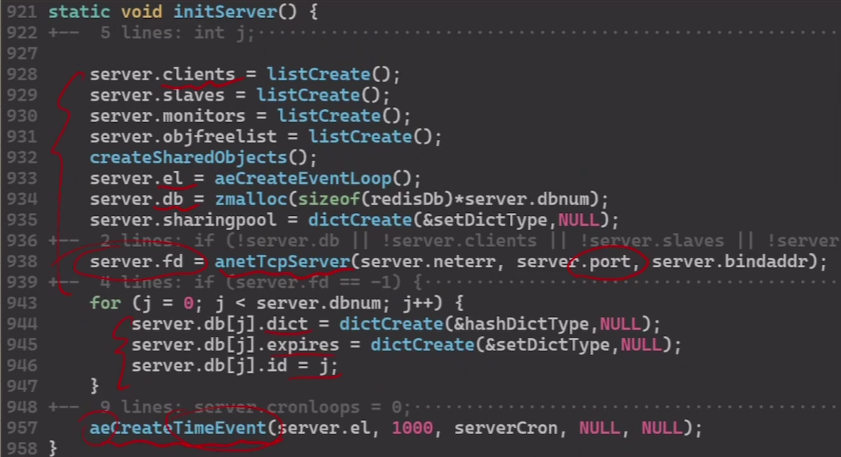 921 static void initServer() {
922 +--  5 lines: int j;
927
928     server.clients = listCreate();
929     server.slaves = listCreate();
930     server.monitors = listCreate();
931     server.objfreelist = listCreate();
932     createSharedObjects();
933     server.el = aeCreateEventLoop();
934     server.db = zmalloc(sizeof(redisDb)*server.dbnum);
935     server.sharingpool = dictCreate(&setDictType,NULL);
936 +--  2 lines: if (!server.db || !server.clients || !server.slaves || !server
938     server.fd = anetTcpServer(server.neterr, server.port, server.bindaddr);
939 +--  4 lines: if (server.fd == -1) {
943     for (j = 0; j < server.dbnum; j++) {
944         server.db[j].dict = dictCreate(&hashDictType,NULL);
945         server.db[j].expires = dictCreate(&setDictType,NULL);
946         server.db[j].id = j;
947     }
948 +--  9 lines: server.cronloops = 0;
957     aeCreateTimeEvent(server.el, 1000, serverCron, NULL, NULL);
958 }